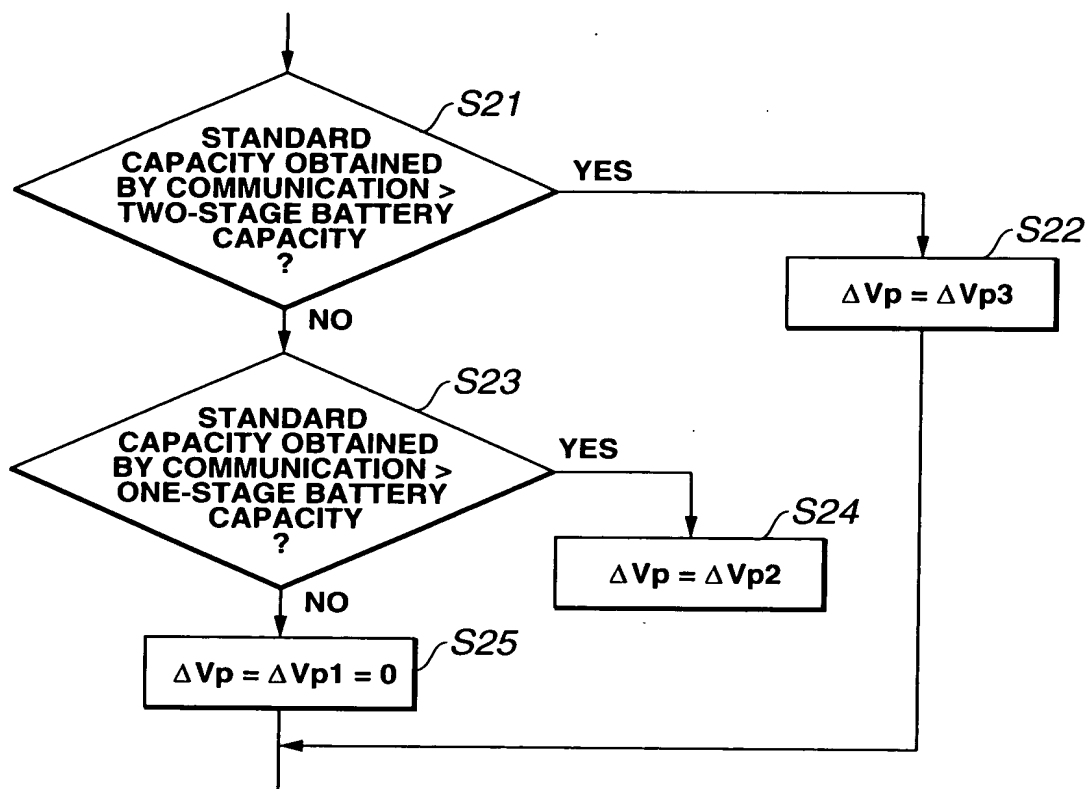 S21
STANDARD
CAPACITY OBTAINED
BY COMMUNICATION >
TWO-STAGE BATTERY
CAPACITY
?
YES
S22
ΔVp = ΔVp3
NO
S23
STANDARD
CAPACITY OBTAINED
BY COMMUNICATION >
ONE-STAGE BATTERY
CAPACITY
?
YES
S24
ΔVp = ΔVp2
NO
S25
ΔVp = ΔVp1 = 0